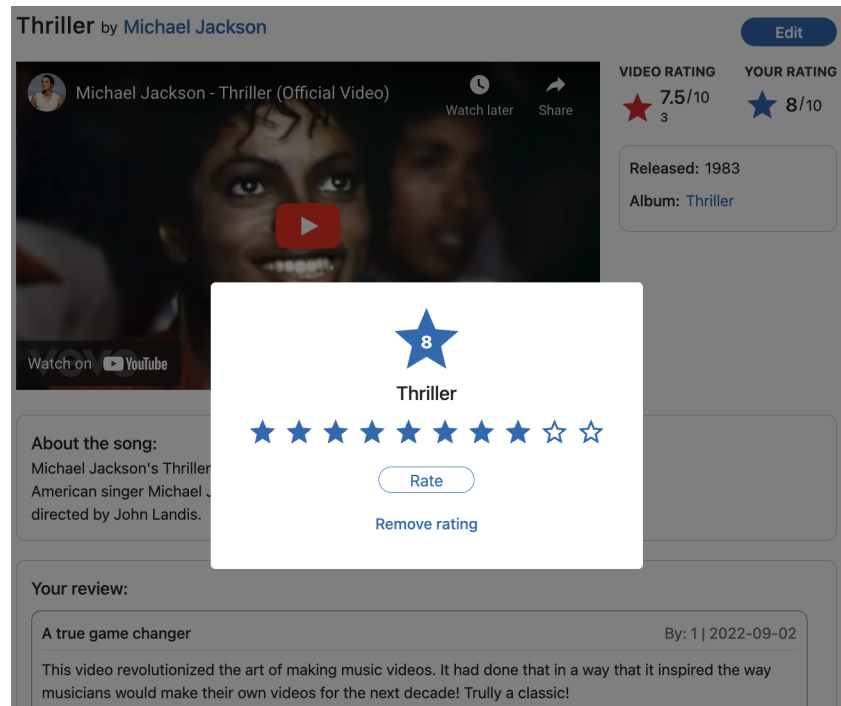 Thriller by Michael Jackson
Edit
Michael Jackson - Thriller (Official Video)
Watch later
Share
Watch on YouTube
VIDEO RATING
7.5/10
3
YOUR RATING
8/10
Released: 1983
Album: Thriller
8
Thriller
Rate
Remove rating
About the song:
Michael Jackson's Thriller
American singer Michael
directed by John Landis.
Your review:
A true game changer
By: 1 | 2022-09-02
This video revolutionized the art of making music videos. It had done that in a way that it inspired the way
musicians would make their own videos for the next decade! Trully a classic!